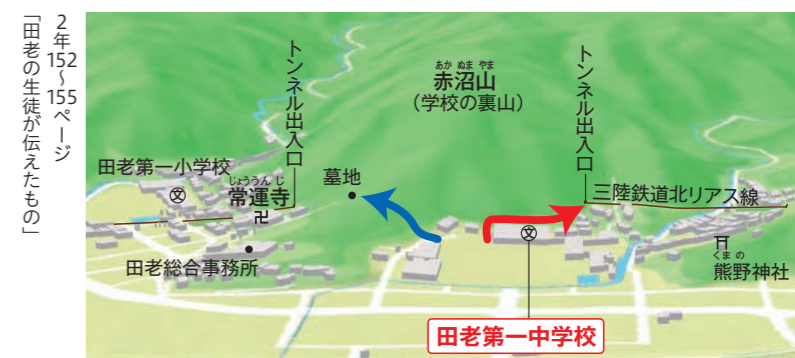 2年152～155ページ
「田老の生徒が伝えたもの」
トンネル出入口
あかぬまやま
赤沼山
（学校の裏山）
トンネル出入口
田老第一小学校
じょううんじ
常運寺
墓地
三陸鉄道北リアス線
田老総合事務所
くまの
熊野神社
田老第一中学校